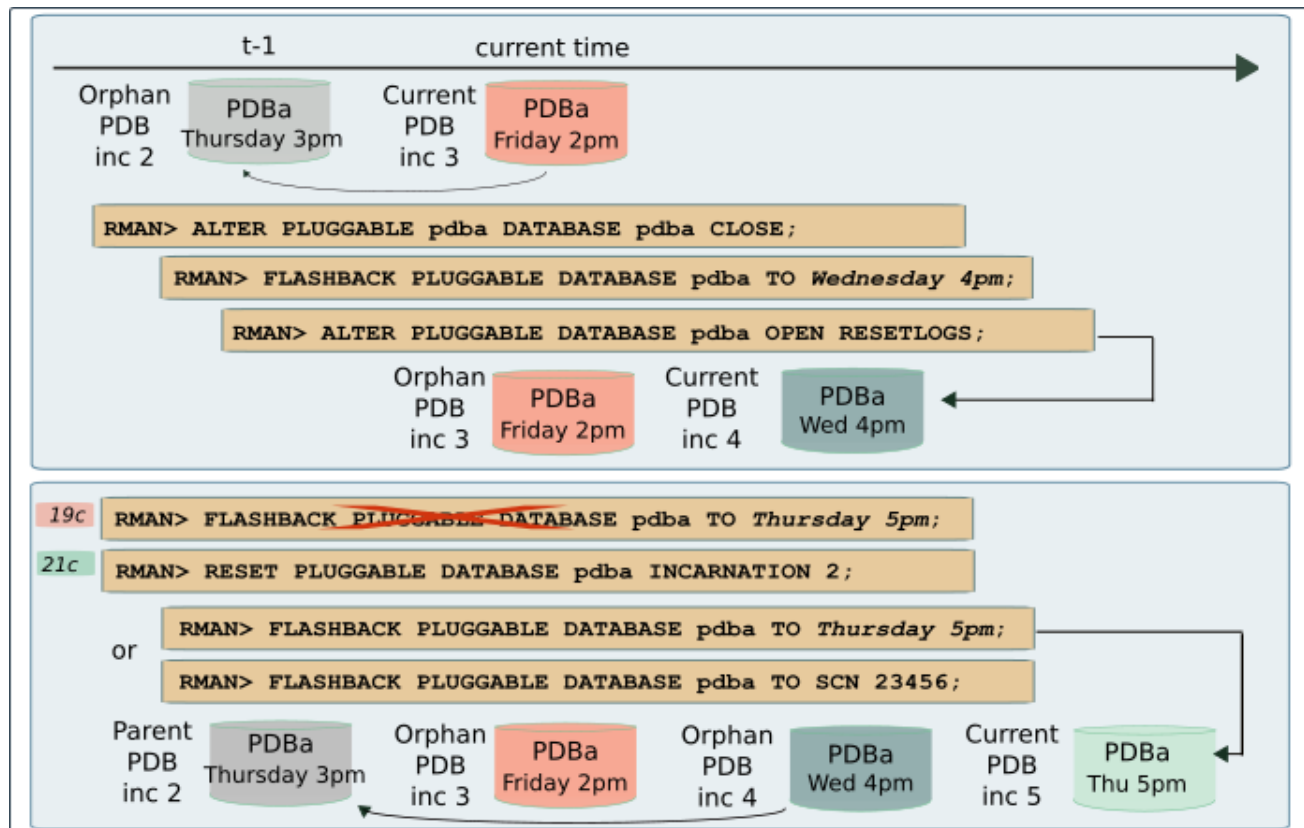 t-1
current time
Orphan
PDB
inc 2
PDBa
Thursday 3pm
Current
PDB
inc 3
PDBa
Friday 2pm
RMAN> ALTER PLUGGABLE pdba DATABASE pdba CLOSE;
RMAN> FLASHBACK PLUGGABLE DATABASE pdba TO Wednesday 4pm;
RMAN> ALTER PLUGGABLE DATABASE pdba OPEN RESETLOGS;
Orphan
PDB
inc 3
PDBa
Friday 2pm
Current
PDB
inc 4
PDBa
Wed 4pm
19c
RMAN> FLASHBACK PLUGGABLE DATABASE pdba TO Thursday 5pm;
21c
RMAN> RESET PLUGGABLE DATABASE pdba INCARNATION 2;
RMAN> FLASHBACK PLUGGABLE DATABASE pdba TO Thursday 5pm;
or
RMAN> FLASHBACK PLUGGABLE DATABASE pdba TO SCN 23456;
Parent
PDB
inc 2
PDBa
Thursday 3pm
Orphan
PDB
inc 3
PDBa
Friday 2pm
Orphan
PDB
inc 4
PDBa
Wed 4pm
Current
PDB
inc 5
PDBa
Thu 5pm